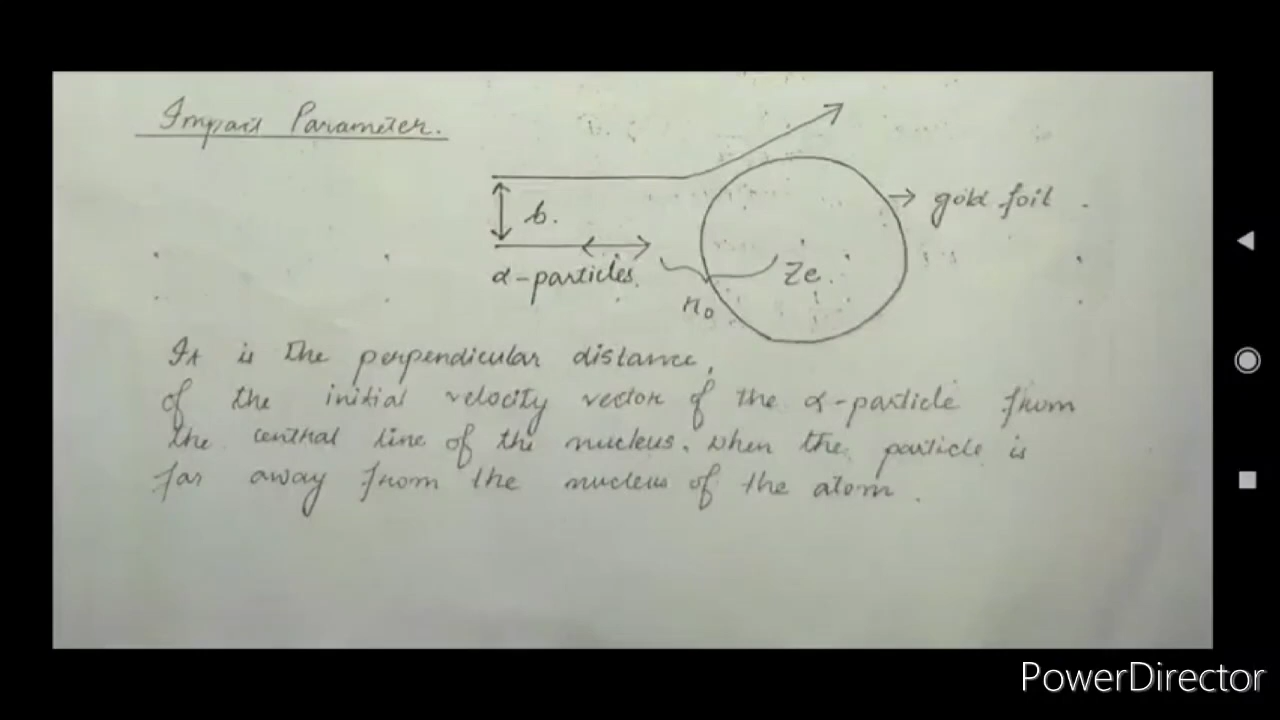 Impact Parameter.
b.
gold foil
α-particles.
Ze.
r₀
It is the perpendicular distance,
of the initial velocity vector of the α-particle from
the central line of the nucleus. when the particle is
far away from the nucleus of the atom.
PowerDirector